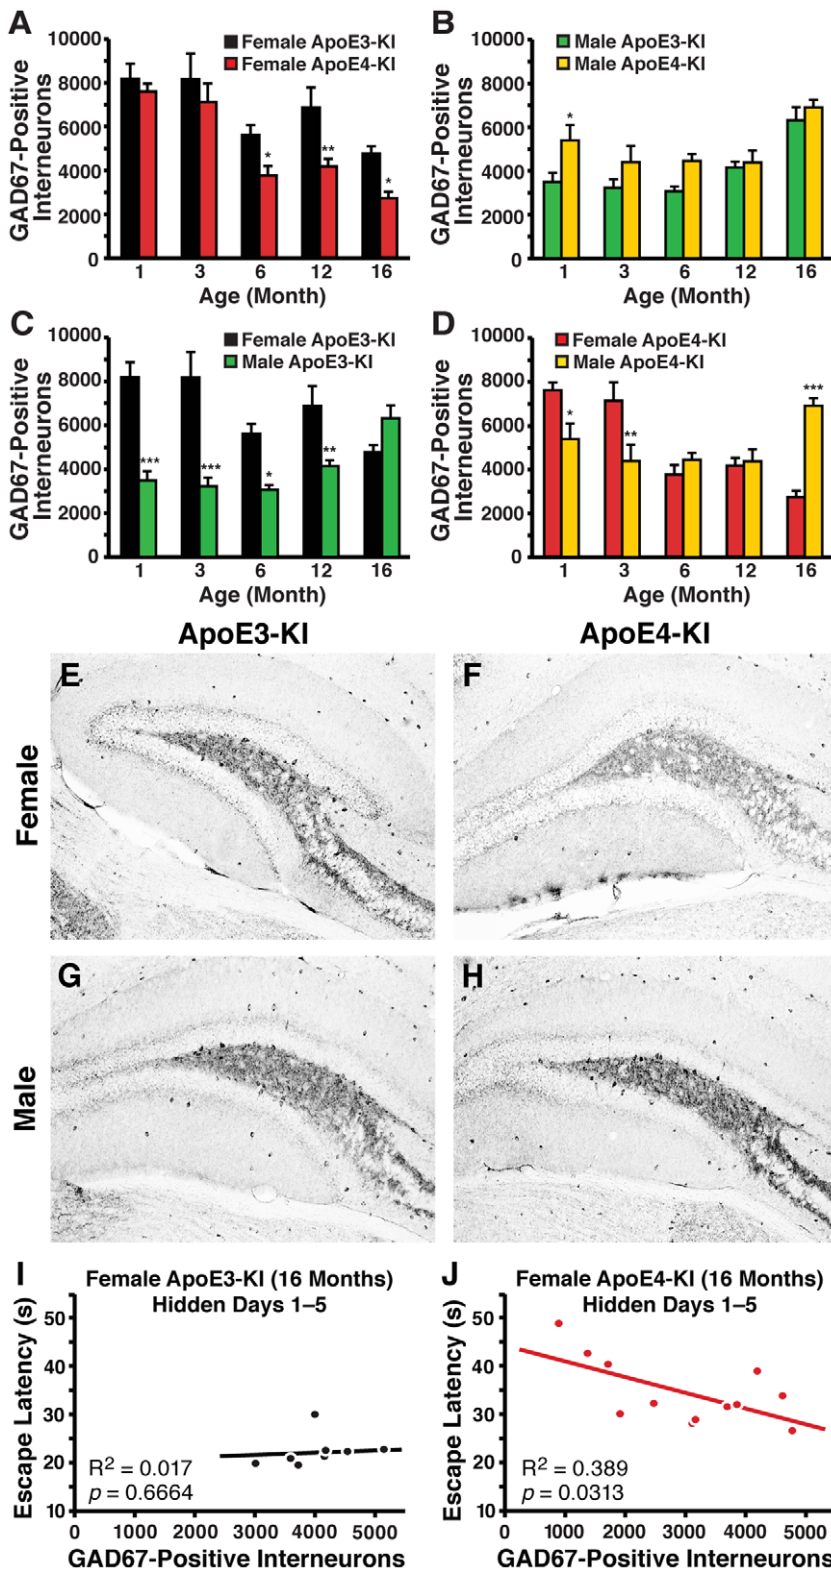 A
10000
8000
6000
4000
2000
0
GAD67-Positive
Interneurons
Female ApoE3-KI
Female ApoE4-KI
*
**
*
1 3 6 12 16
Age (Month)
B
10000
8000
6000
4000
2000
0
GAD67-Positive
Interneurons
Male ApoE3-KI
Male ApoE4-KI
*
1 3 6 12 16
Age (Month)
C
10000
8000
6000
4000
2000
0
GAD67-Positive
Interneurons
Female ApoE3-KI
Male ApoE3-KI
***
***
*
**
1 3 6 12 16
Age (Month)
D
10000
8000
6000
4000
2000
0
GAD67-Positive
Interneurons
Female ApoE4-KI
Male ApoE4-KI
*
**
***
1 3 6 12 16
Age (Month)
ApoE3-KI
ApoE4-KI
Female
E
F
Male
G
H
I
Female ApoE3-KI (16 Months)
Hidden Days 1–5
Escape Latency (s)
50
40
30
20
10
R² = 0.017
p = 0.6664
0 1000 2000 3000 4000 5000
GAD67-Positive Interneurons
J
Female ApoE4-KI (16 Months)
Hidden Days 1–5
Escape Latency (s)
50
40
30
20
10
R² = 0.389
p = 0.0313
0 1000 2000 3000 4000 5000
GAD67-Positive Interneurons